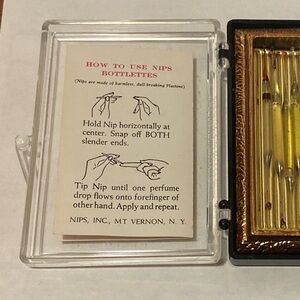 HOW TO USE NIPS
BOTTLETTES
(Nips are made of harmless, dull breaking Plastine)
Hold Nip horizontally at
center. Snap off BOTH
slender ends.
Tip Nip until one perfume
drop flows onto forefinger of
other hand. Apply and repeat.
NIPS, INC., MT VERNON, N. Y.